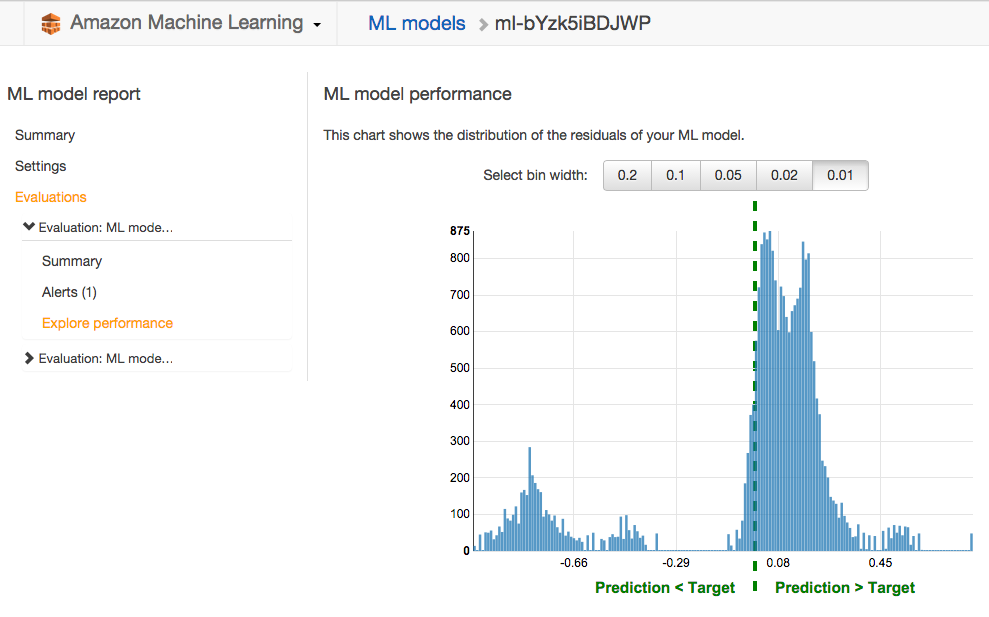 Amazon Machine Learning
ML models > ml-bYzk5iBDJWP
ML model report
Summary
Settings
Evaluations
Evaluation: ML mode...
Summary
Alerts (1)
Explore performance
Evaluation: ML mode...
ML model performance
This chart shows the distribution of the residuals of your ML model.
Select bin width: 0.2 0.1 0.05 0.02 0.01
875
800
700
600
500
400
300
200
100
0
-0.66 -0.29 0.08 0.45
Prediction < Target Prediction > Target